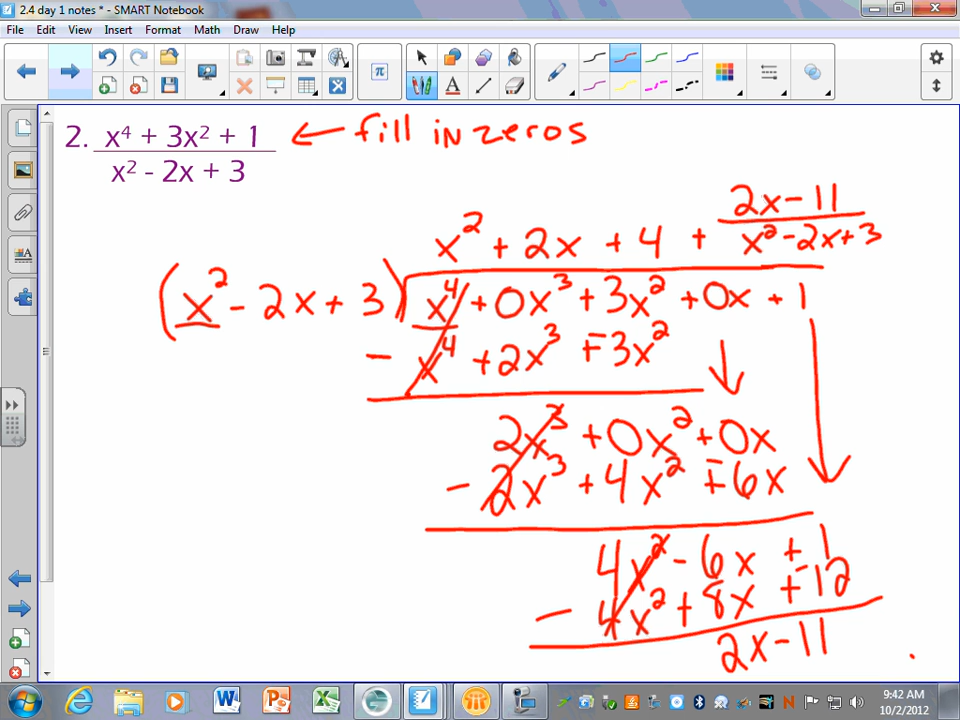 2.4 day 1 notes * - SMART Notebook
File Edit View Insert Format Math Draw Help
2. x⁴ + 3x² + 1 ← fill in zeros
x² - 2x + 3
2x - 11
x² + 2x + 4 + x² - 2x + 3
(x² - 2x + 3) x⁴ + 0x³ + 3x² + 0x + 1
- x⁴ + 2x³ ∓ 3x²
2x³ + 0x² + 0x
- 2x³ + 4x² ∓ 6x
4x² - 6x + 1
- 4x² + 8x ∓ 12
2x - 11
9:42 AM
10/2/2012